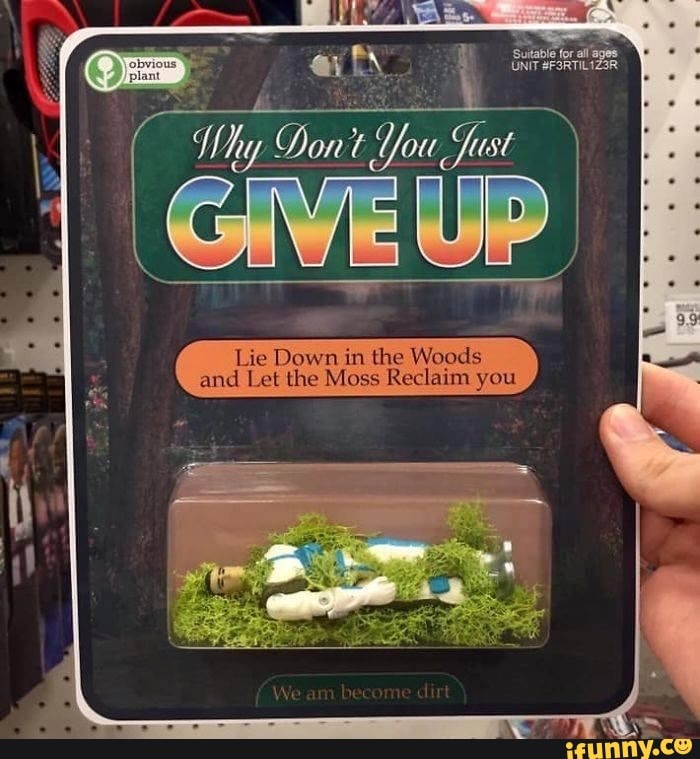 obvious
plant
Suitable for all ages
UNIT #F3RTIL1Z3R
Why Don't You Just
GIVE UP
Lie Down in the Woods
and Let the Moss Reclaim you
9.9
We am become dirt
ifunny.co